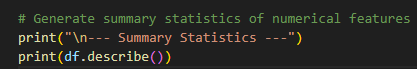 # Generate summary statistics of numerical features
print("\n--- Summary Statistics ---")
print(df.describe())